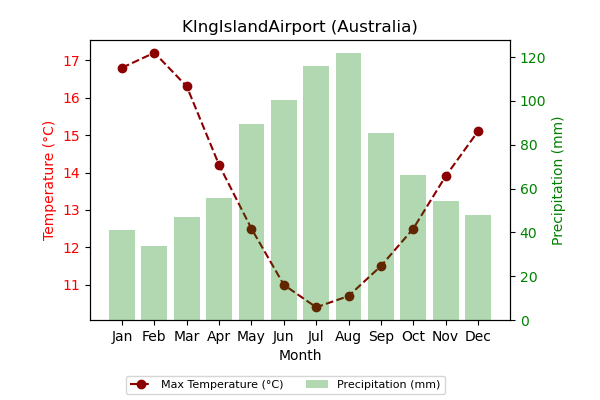 KIngIslandAirport (Australia)
Temperature (°C)
17
16
15
14
13
12
11
Precipitation (mm)
120
100
80
60
40
20
0
Jan Feb Mar Apr May Jun Jul Aug Sep Oct Nov Dec
Month
Max Temperature (°C) Precipitation (mm)